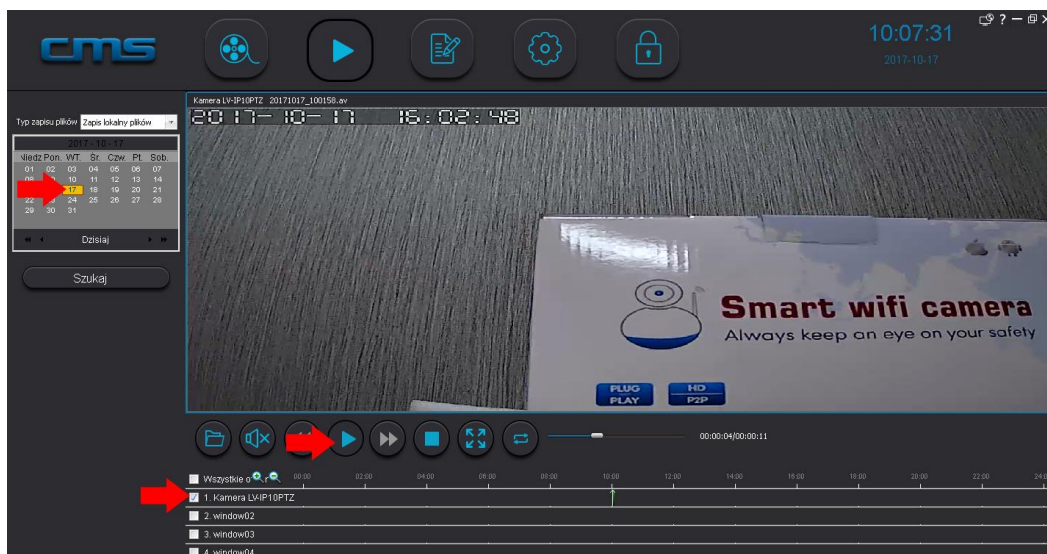 cms
10:07:31
2017-10-17
Kamera LV-IP10PTZ 20171017_100158.av
2017-10-17 16:02:48
Typ zapisu plików Zapis lokalny plików
2017-10-17
Niedz Pon. WT. Śr. Czw. Pt. Sob.
01 02 03 04 05 06 07
08 10 11 12 13 14
17 18 19 20 21
22 24 25 26 27 28
29 30 31
Dzisiaj
Szukaj
Smart wifi camera
Always keep an eye on your safety
PLUG PLAY
HD P2P
00:00:04/00:00:11
Wszystkie o r 00:00 02:00 04:00 06:00 08:00 10:00 12:00 14:00 16:00 18:00 20:00 22:00 24:0
1. Kamera LV-IP10PTZ
2. window02
3. window03
4. window04